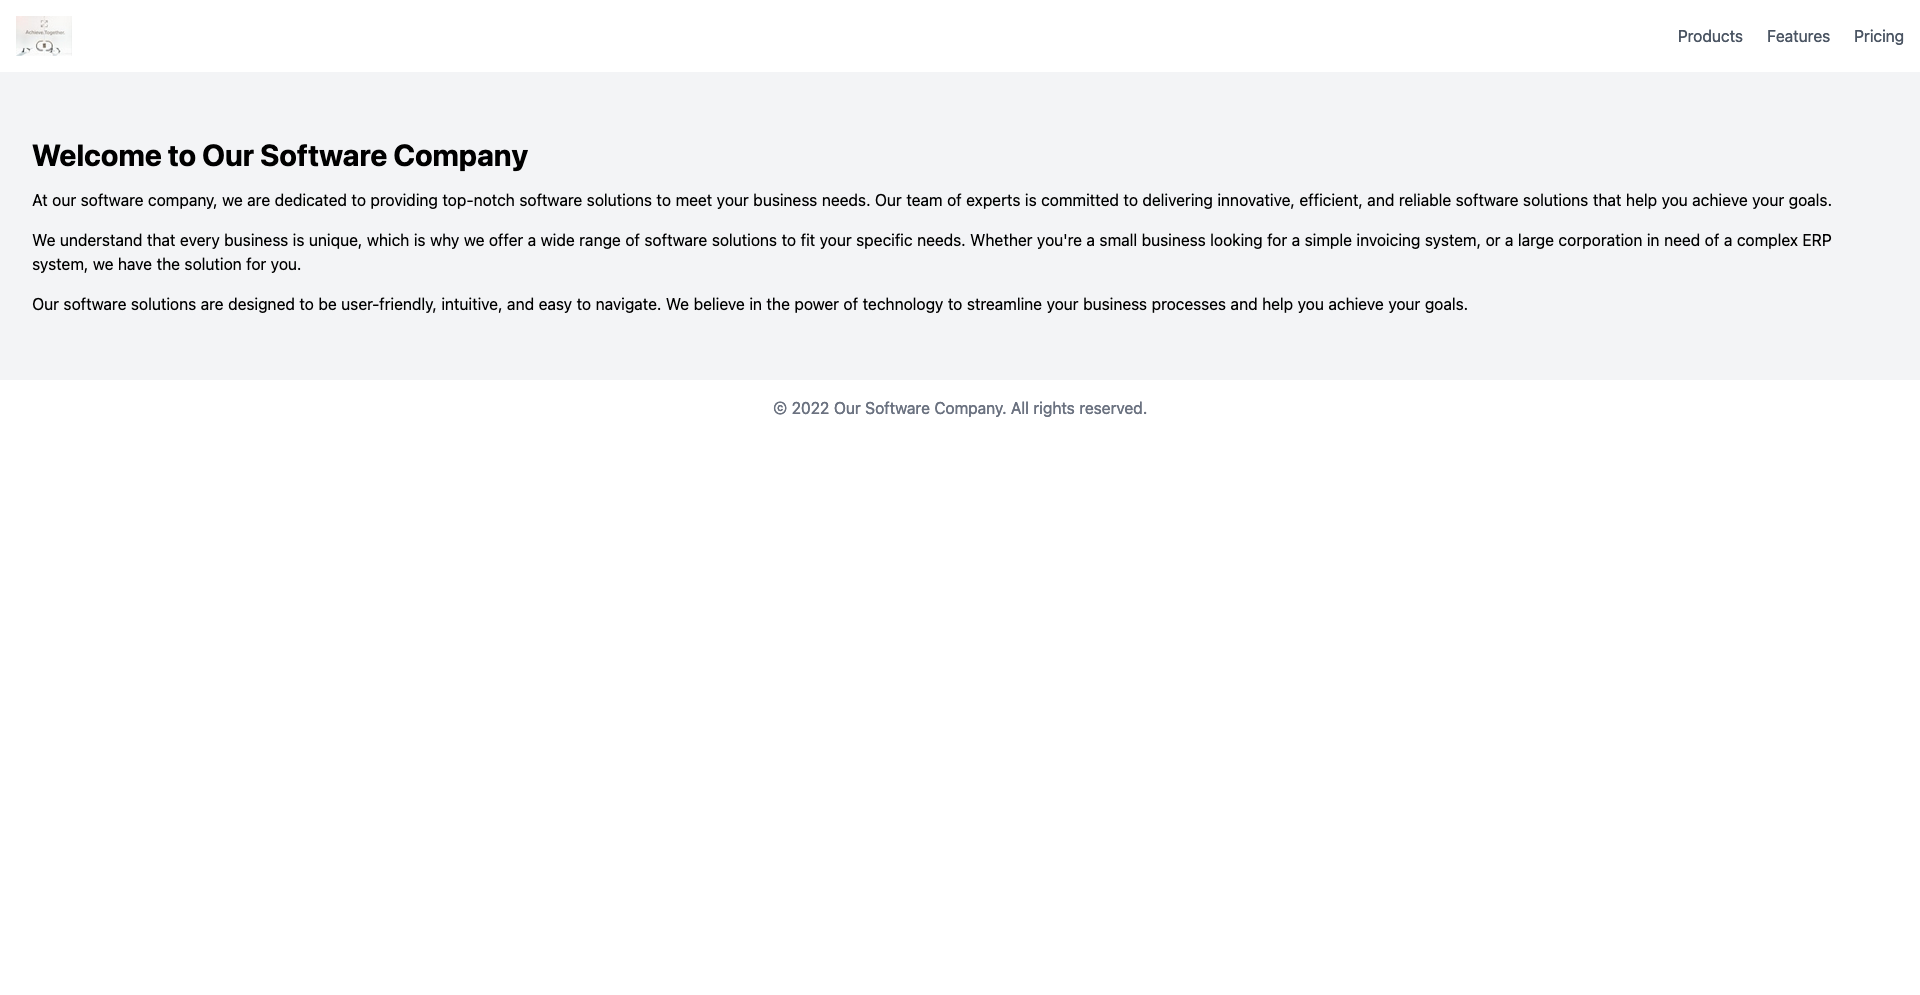 Achieve.Together.
Products Features Pricing
Welcome to Our Software Company
At our software company, we are dedicated to providing top-notch software solutions to meet your business needs. Our team of experts is committed to delivering innovative, efficient, and reliable software solutions that help you achieve your goals.
We understand that every business is unique, which is why we offer a wide range of software solutions to fit your specific needs. Whether you're a small business looking for a simple invoicing system, or a large corporation in need of a complex ERP
system, we have the solution for you.
Our software solutions are designed to be user-friendly, intuitive, and easy to navigate. We believe in the power of technology to streamline your business processes and help you achieve your goals.
© 2022 Our Software Company. All rights reserved.